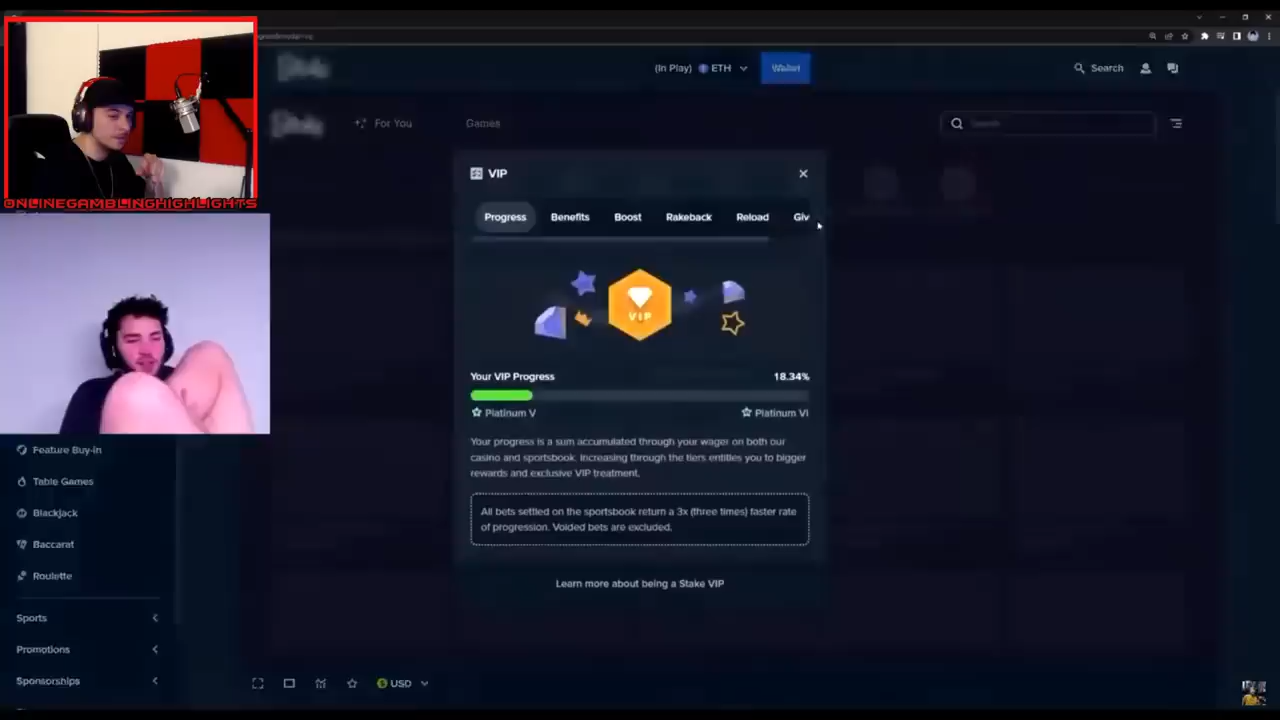 (In Play) ETH
Wallet
Search
For You
Games
Search
ONLINEGAMBLINGHIGHLIGHTS
VIP
Progress
Benefits
Boost
Rakeback
Reload
Giv
VIP
Your VIP Progress
18.34%
Platinum V
Platinum VI
Your progress is a sum accumulated through your wager on both our
casino and sportsbook. Increasing through the tiers entitles you to bigger
rewards and exclusive VIP treatment.
All bets settled on the sportsbook return a 3x (three times) faster rate
of progression. Voided bets are excluded.
Learn more about being a Stake VIP
Feature Buy-in
Table Games
Blackjack
Baccarat
Roulette
Sports
Promotions
Sponsorships
USD